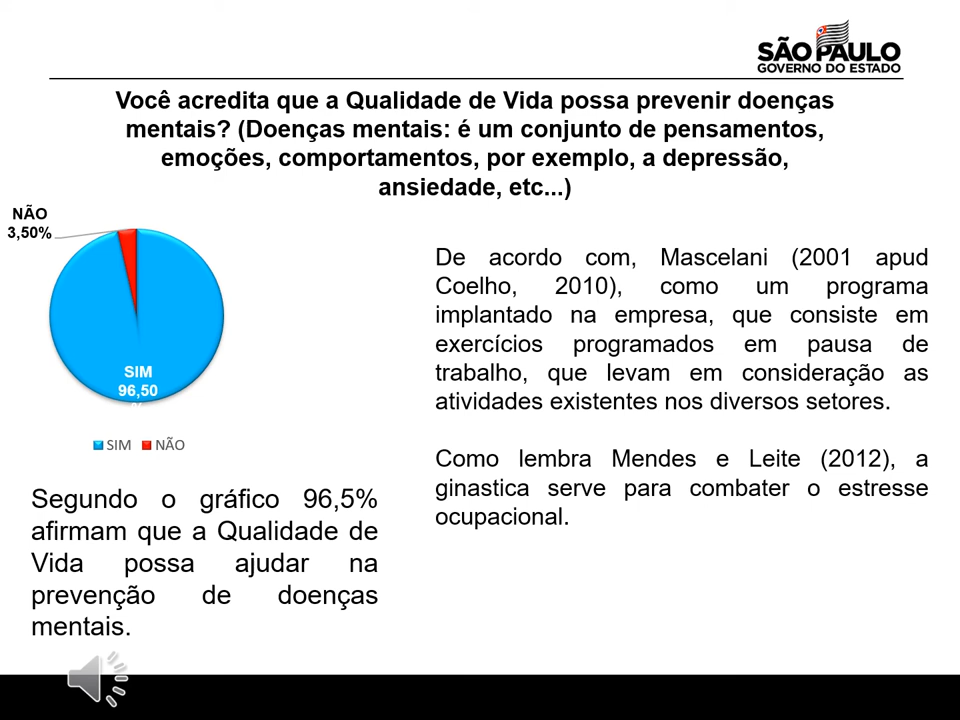 SÃO PAULO
GOVERNO DO ESTADO
Você acredita que a Qualidade de Vida possa prevenir doenças
mentais? (Doenças mentais: é um conjunto de pensamentos,
emoções, comportamentos, por exemplo, a depressão,
ansiedade, etc...)
NÃO
3,50%
SIM
96,50
SIM NÃO
Segundo o gráfico 96,5%
afirmam que a Qualidade de
Vida possa ajudar na
prevenção de doenças
mentais.
De acordo com, Mascelani (2001 apud
Coelho, 2010), como um programa
implantado na empresa, que consiste em
exercícios programados em pausa de
trabalho, que levam em consideração as
atividades existentes nos diversos setores.
Como lembra Mendes e Leite (2012), a
ginastica serve para combater o estresse
ocupacional.